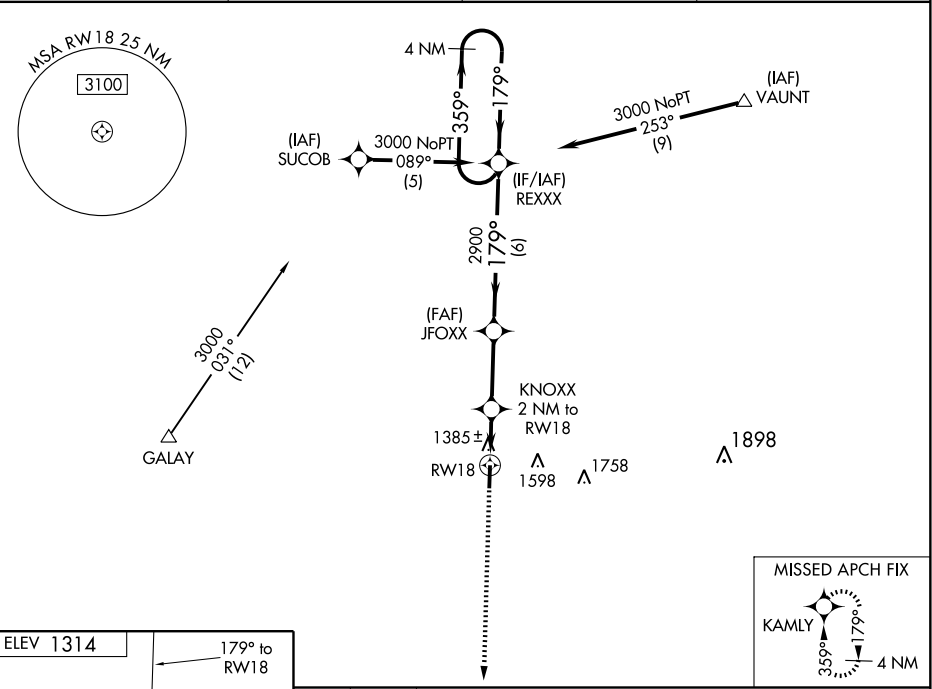 MSA RW18 25 NM
3100
4 NM
359°
179°
(IAF)
VAUNT
3000 NoPT
253°
(9)
(IAF)
SUCOB
3000 NoPT
089°
(5)
(IF/IAF)
REXXX
2900
179°
(6)
3000
031°
(12)
GALAY
(FAF)
JFOXX
KNOXX
2 NM to
RW18
1385±
RW18
1598
1758
1898
MISSED APCH FIX
KAMLY
359°
179°
4 NM
ELEV 1314
179° to
RW18